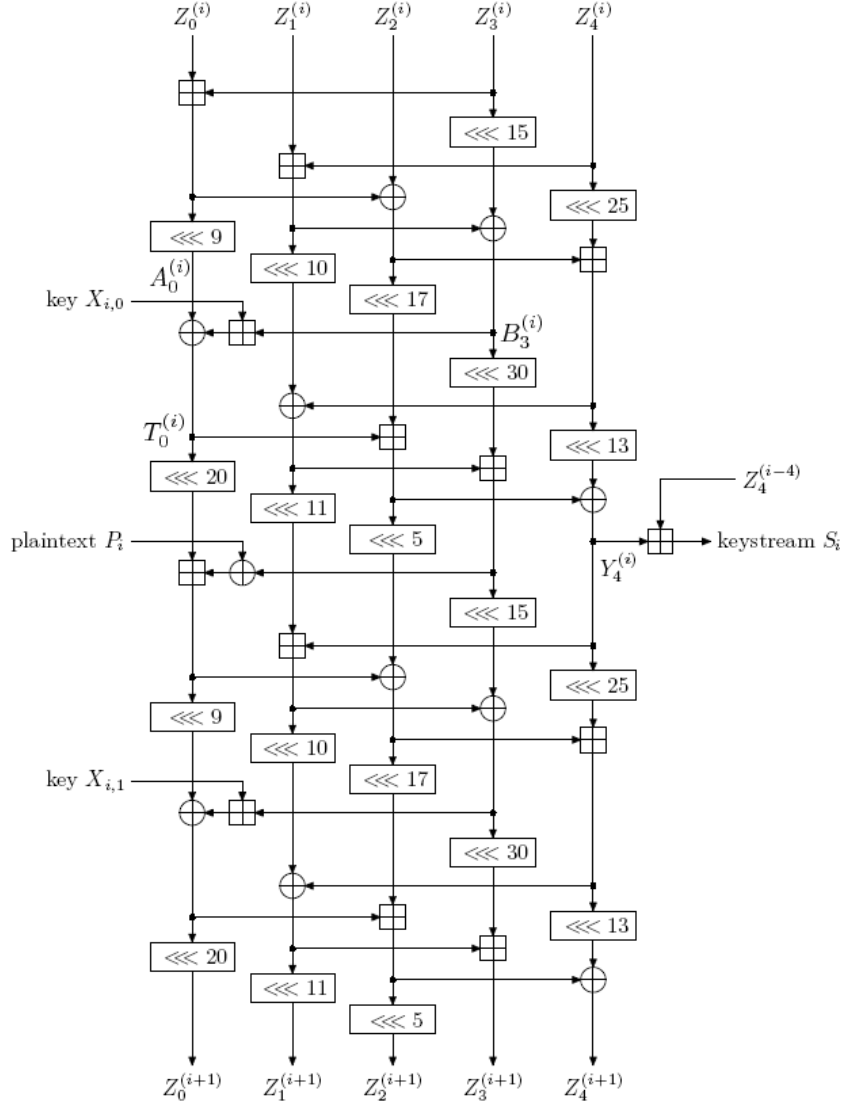 Z_0^{(i)} Z_1^{(i)} Z_2^{(i)} Z_3^{(i)} Z_4^{(i)}
<<< 15
<<< 25
<<< 9
<<< 10
A_0^{(i)}
<<< 17
key X_{i,0}
B_3^{(i)}
<<< 30
T_0^{(i)}
<<< 13
<<< 20
Z_4^{(i-4)}
<<< 11
<<< 5
plaintext P_i
keystream S_i
Y_4^{(i)}
<<< 15
<<< 25
<<< 9
<<< 10
<<< 17
key X_{i,1}
<<< 30
<<< 13
<<< 20
<<< 11
<<< 5
Z_0^{(i+1)} Z_1^{(i+1)} Z_2^{(i+1)} Z_3^{(i+1)} Z_4^{(i+1)}